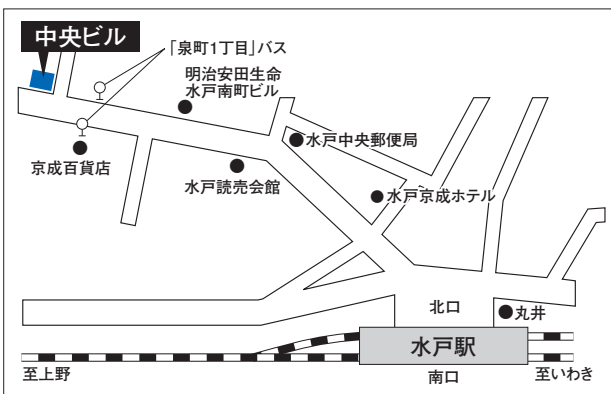 中央ビル
「泉町1丁目」バス
明治安田生命
水戸南町ビル
水戸中央郵便局
京成百貨店
水戸読売会館
水戸京成ホテル
北口
丸井
水戸駅
至上野
南口
至いわき